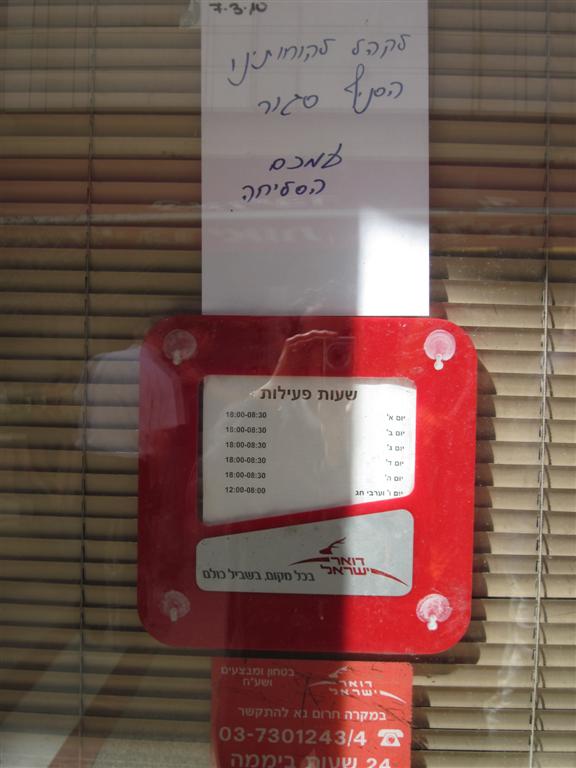 7.3.10
לקהל לקוחותינו
הסניף סגור
עמכם
הסליחה
שעות פעילות
יום א' 18:00-08:30
יום ב' 18:00-08:30
יום ג' 18:00-08:30
יום ד' 18:00-08:30
יום ה' 18:00-08:30
יום ו' וערבי חג 12:00-08:00
דואר
ישראל
בכל מקום, בשביל כולם
דואר
ישראל
בטחון ומבצעים
ושע"ח
במקרה חרום נא להתקשר
03-7301243/4
24 שעות ביממה